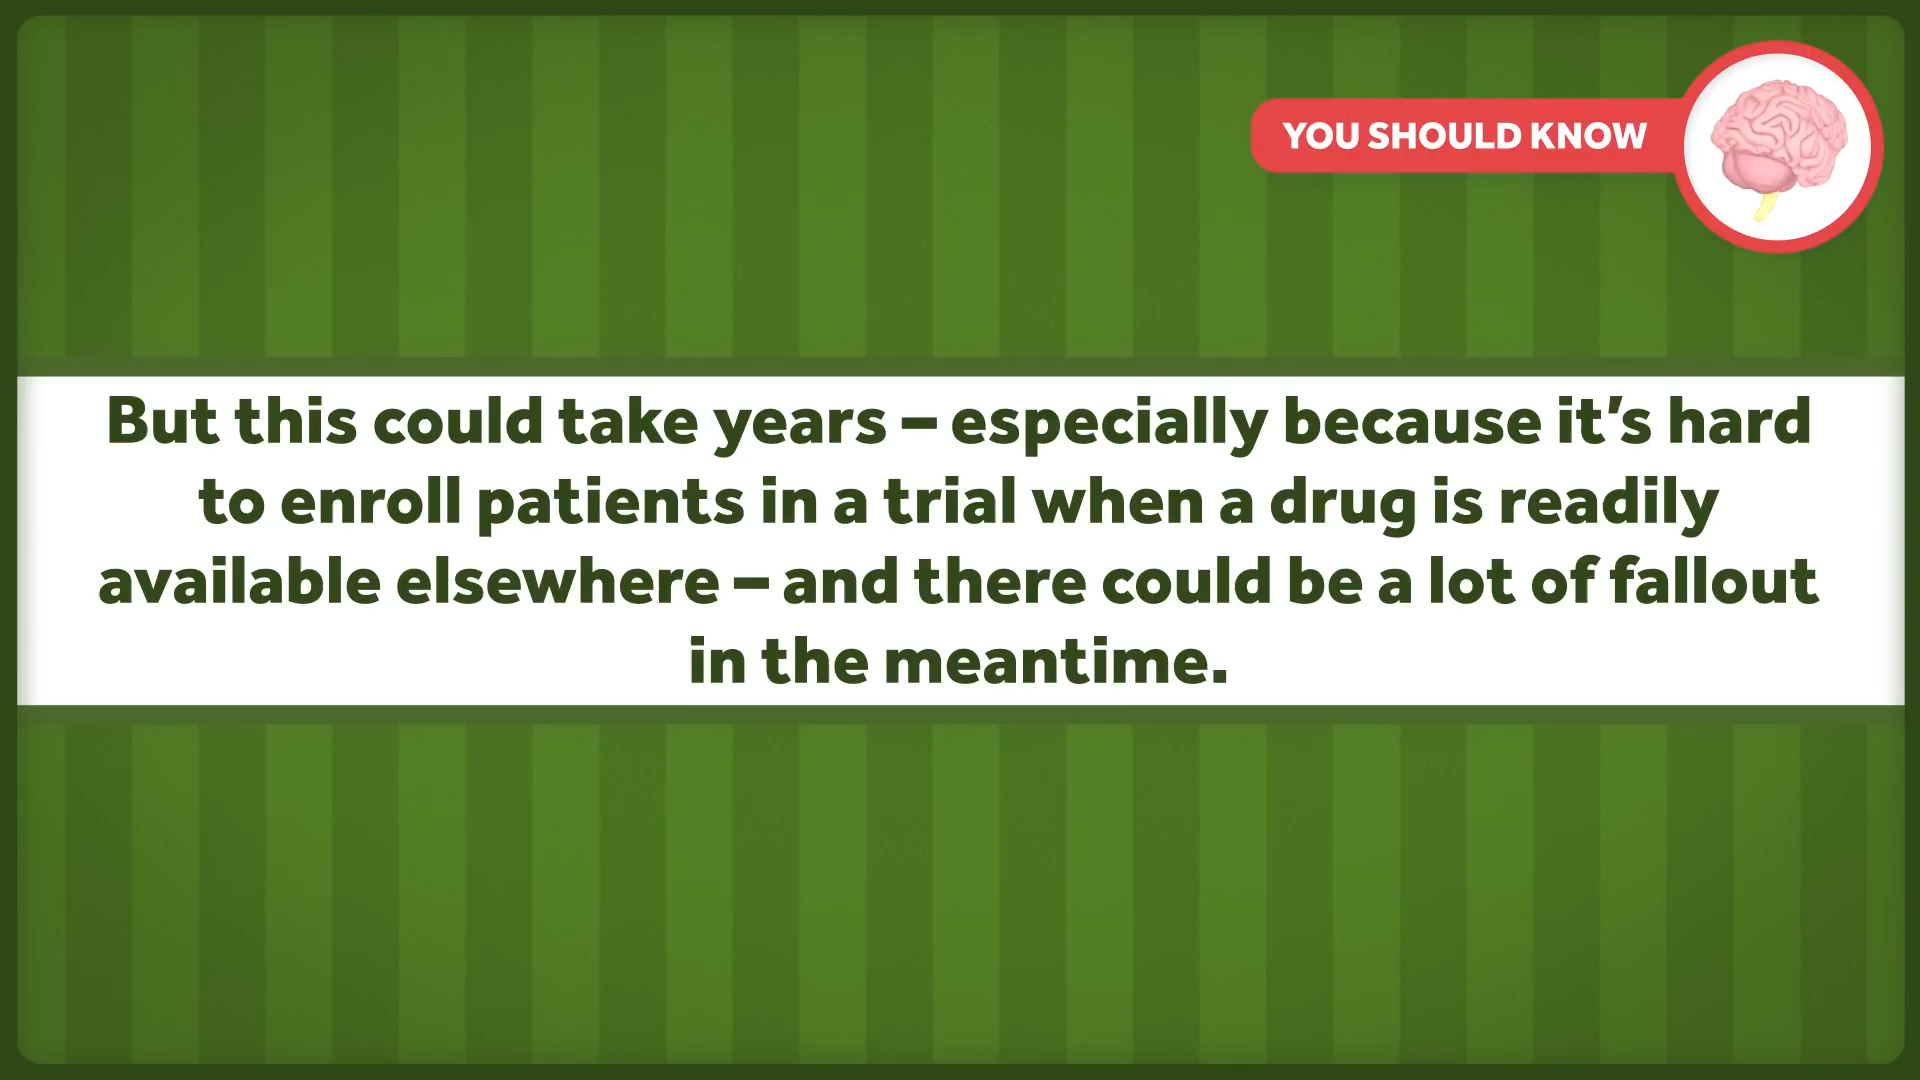 YOU SHOULD KNOW
But this could take years – especially because it’s hard
to enroll patients in a trial when a drug is readily
available elsewhere – and there could be a lot of fallout
in the meantime.